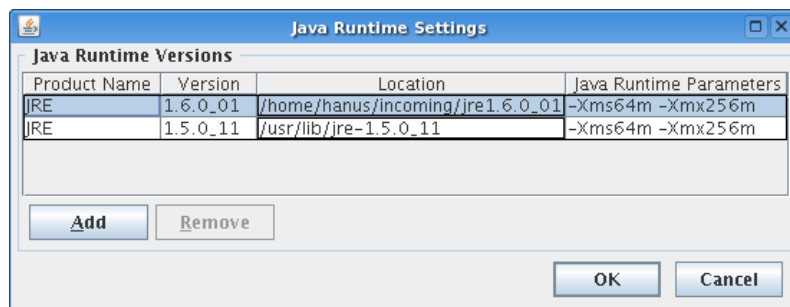 Java Runtime Settings
Java Runtime Versions
Product Name Version Location Java Runtime Parameters
JRE 1.6.0_01 /home/hanus/incoming/jre1.6.0_01 -Xms64m -Xmx256m
JRE 1.5.0_11 /usr/lib/jre-1.5.0_11 -Xms64m -Xmx256m
Add Remove
OK Cancel